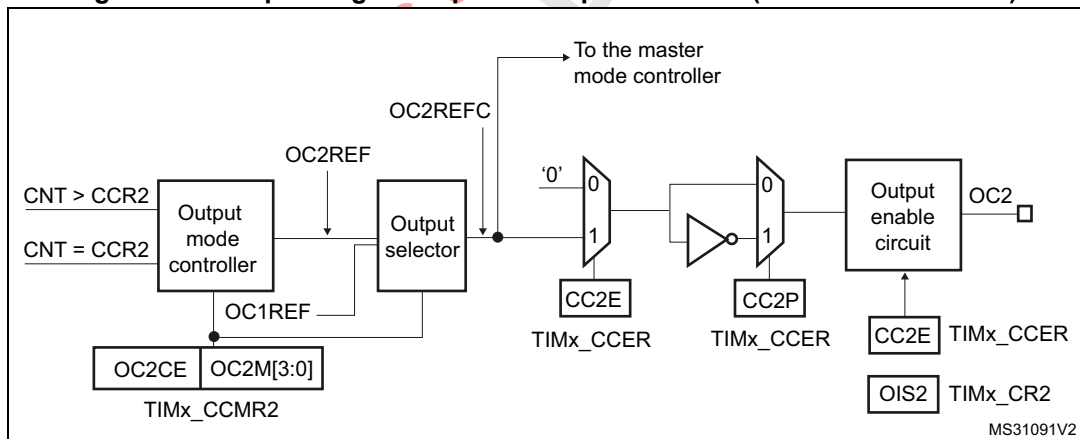 To the master
mode controller
OC2REFC
OC2REF
'0'
0
1
0
1
CNT > CCR2
CNT = CCR2
Output
mode
controller
Output
selector
Output
enable
circuit
OC2
OC1REF
CC2E
TIMx_CCER
CC2P
TIMx_CCER
CC2E
TIMx_CCER
OC2CE
OC2M[3:0]
TIMx_CCMR2
OIS2
TIMx_CR2
MS31091V2